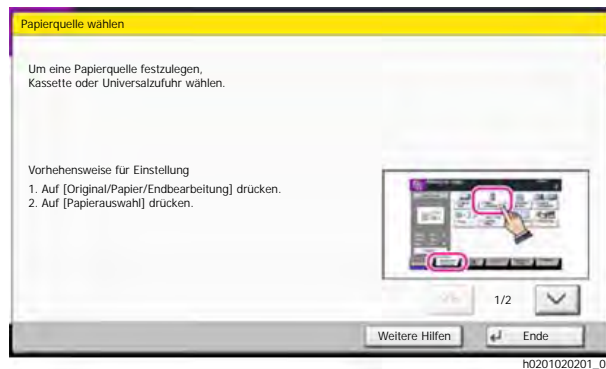 Papierquelle wählen
Um eine Papierquelle festzulegen,
Kassette oder Universalzufuhr wählen.
Vorhehensweise für Einstellung
1. Auf [Original/Papier/Endbearbeitung] drücken.
2. Auf [Papierauswahl] drücken.
1/2
Weitere Hilfen
Ende
h0201020201_0